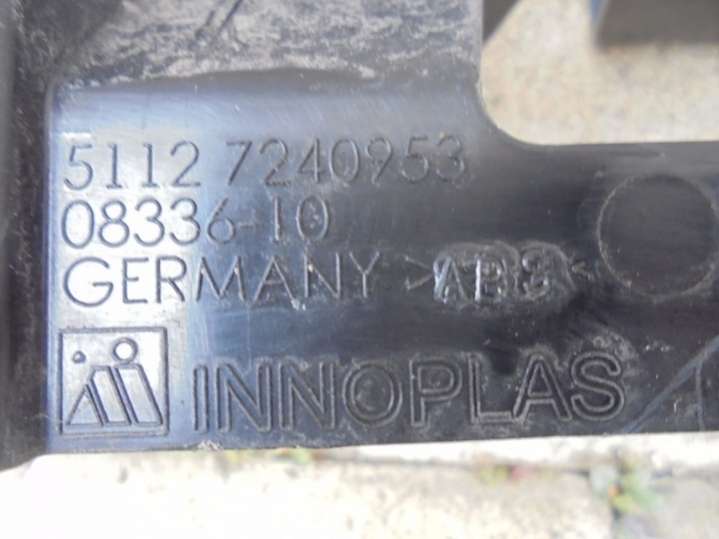 5112 7240953
08336-10
GERMANY >ABS<
INNOPLAS